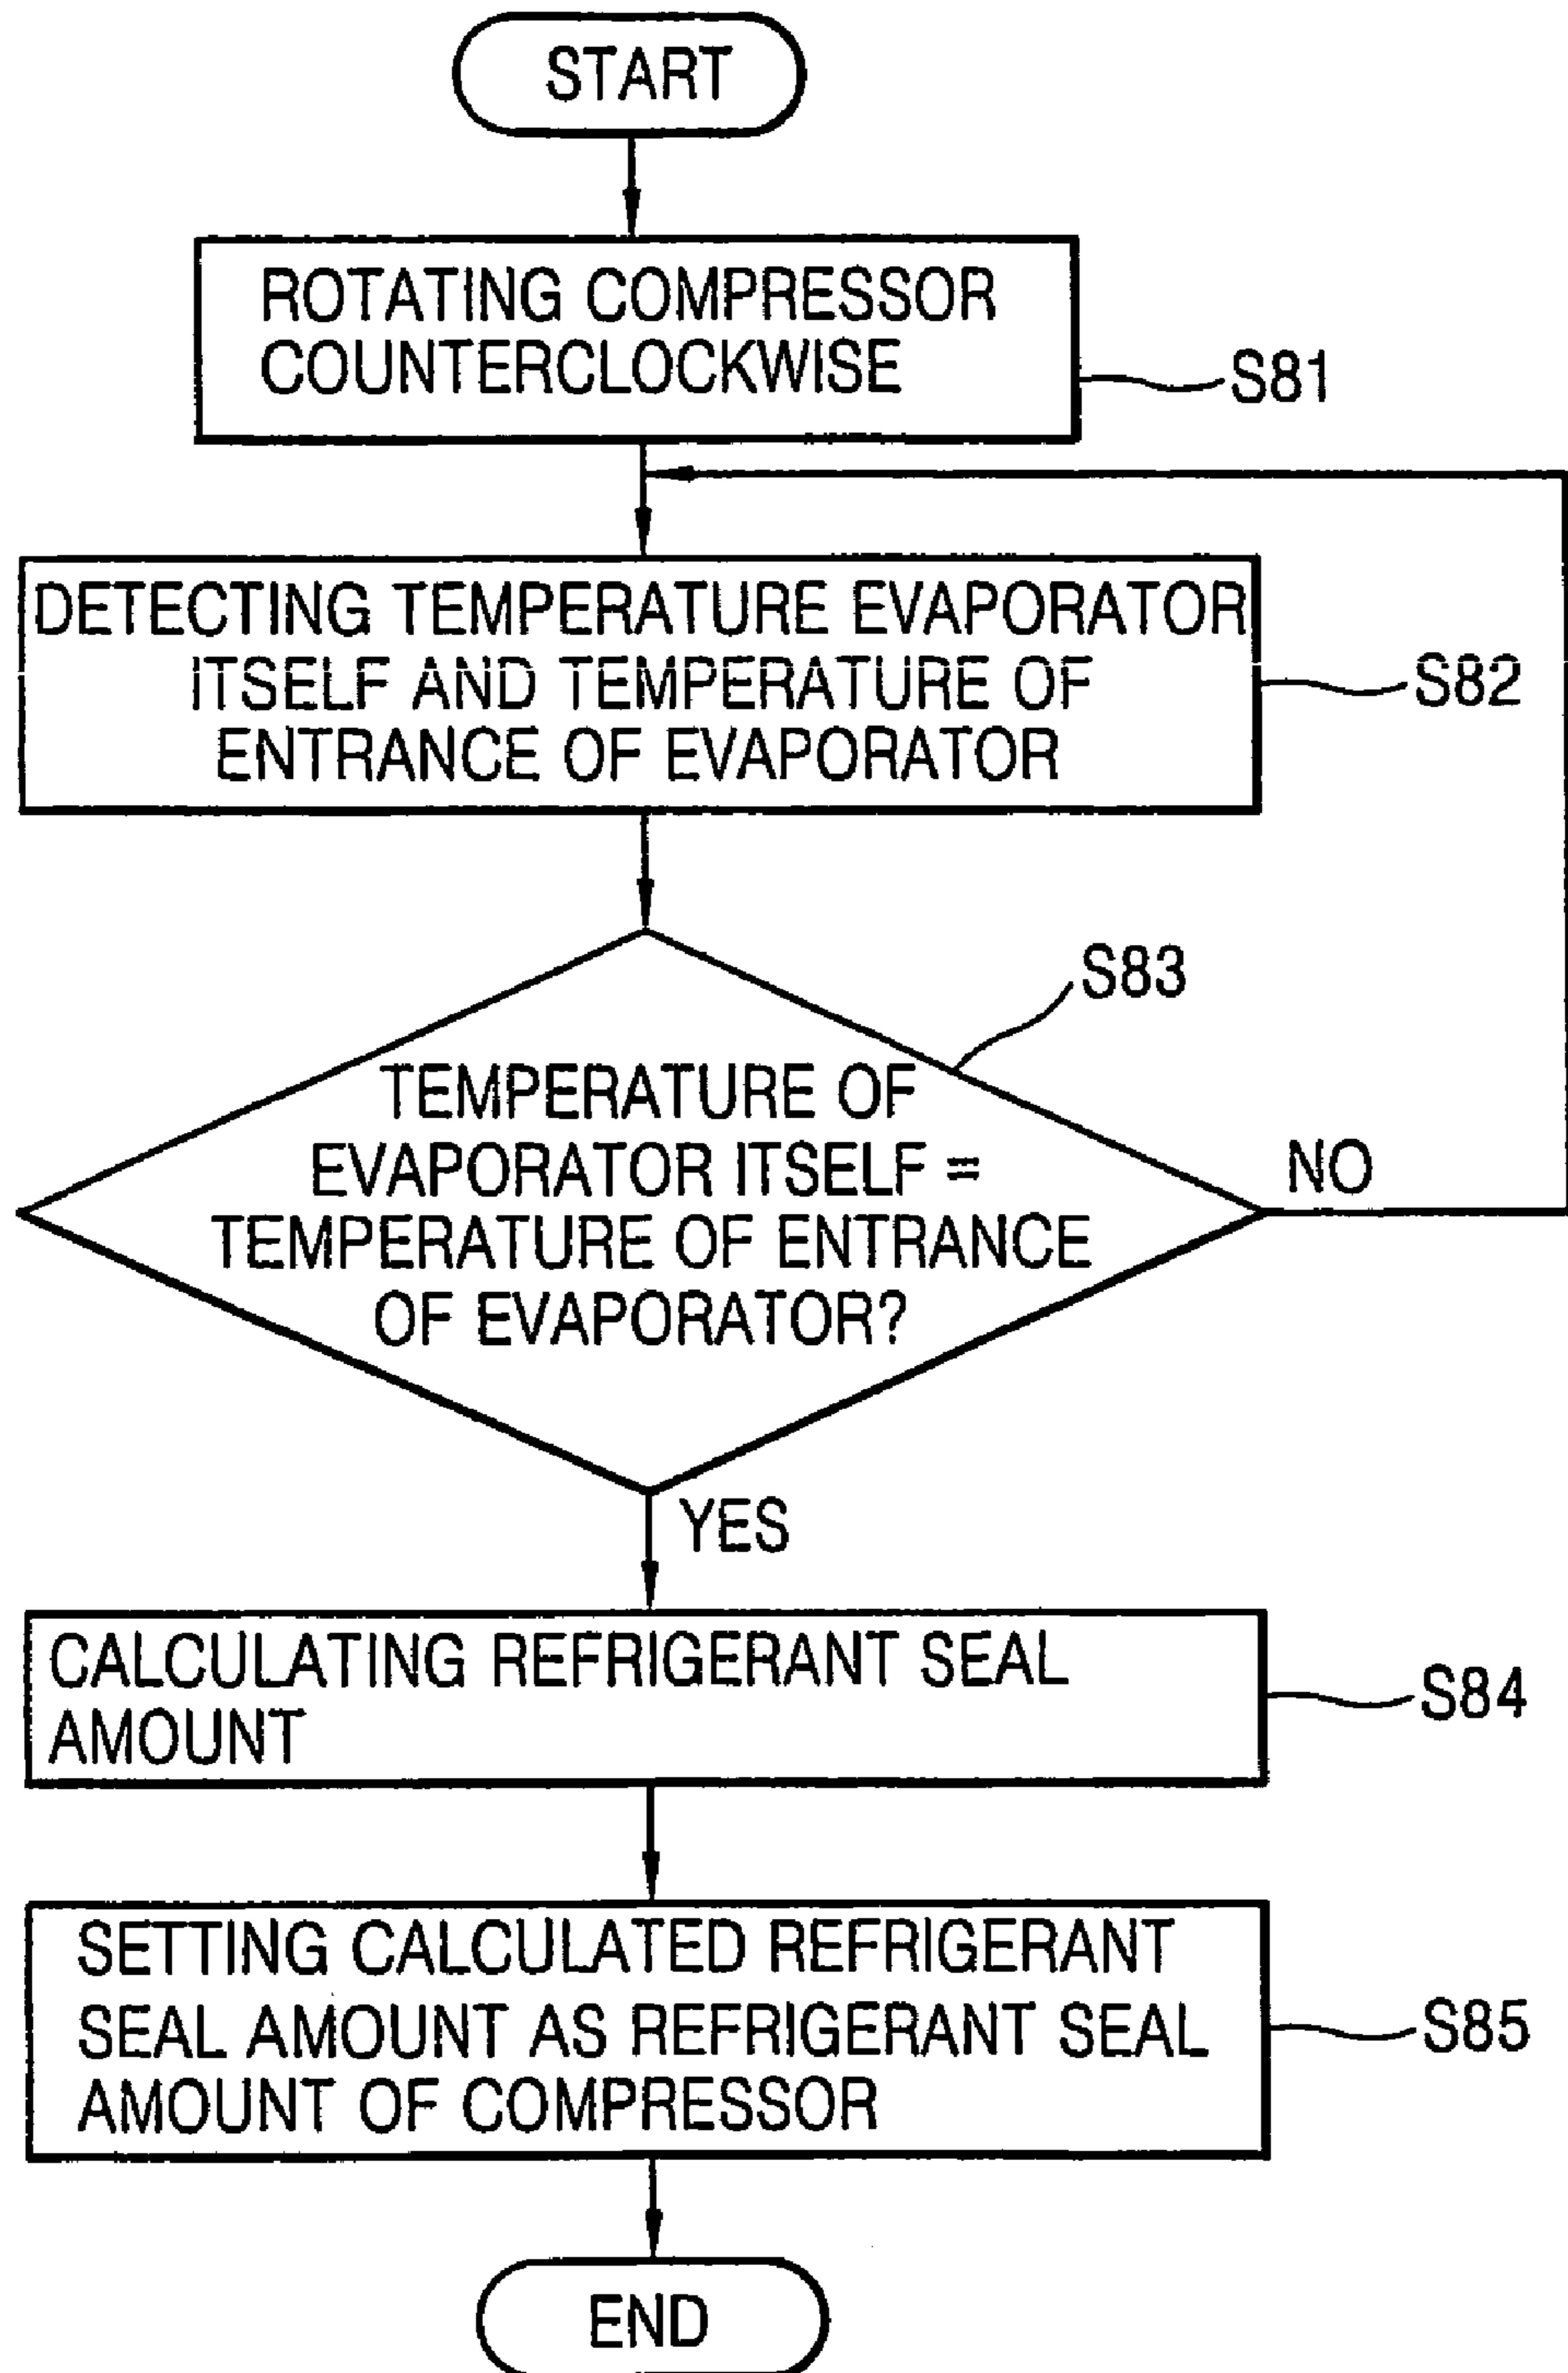 START
ROTATING COMPRESSOR
COUNTERCLOCKWISE
S81
DETECTING TEMPERATURE EVAPORATOR
ITSELF AND TEMPERATURE OF
ENTRANCE OF EVAPORATOR
S82
S83
TEMPERATURE OF
EVAPORATOR ITSELF =
TEMPERATURE OF ENTRANCE
OF EVAPORATOR?
NO
YES
CALCULATING REFRIGERANT SEAL
AMOUNT
S84
SETTING CALCULATED REFRIGERANT
SEAL AMOUNT AS REFRIGERANT SEAL
AMOUNT OF COMPRESSOR
S85
END